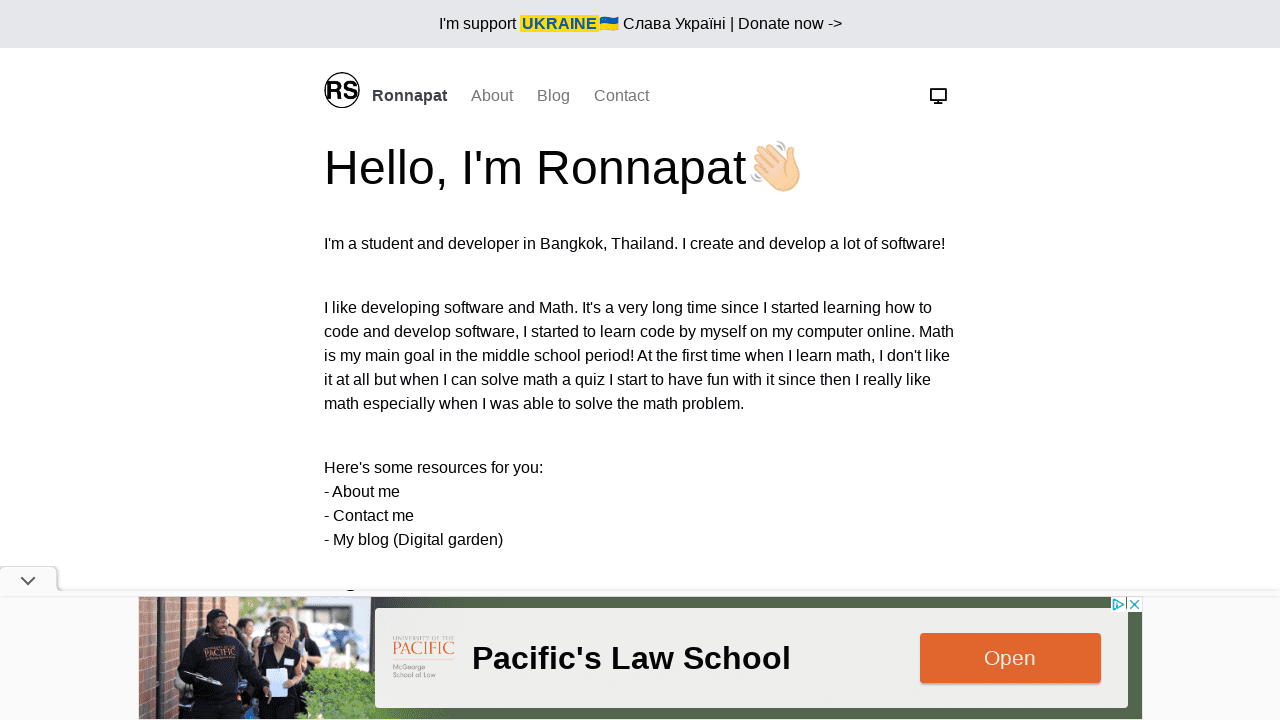 I'm support UKRAINE🇺🇦 Слава Україні | Donate now ->
RS Ronnapat About Blog Contact
Hello, I'm Ronnapat👋🏻
I'm a student and developer in Bangkok, Thailand. I create and develop a lot of software!
I like developing software and Math. It's a very long time since I started learning how to
code and develop software, I started to learn code by myself on my computer online. Math
is my main goal in the middle school period! At the first time when I learn math, I don't like
it at all but when I can solve math a quiz I start to have fun with it since then I really like
math especially when I was able to solve the math problem.
Here's some resources for you:
- About me
- Contact me
- My blog (Digital garden)
UNIVERSITY OF THE
PACIFIC
McGeorge
School of Law
Pacific's Law School
Open